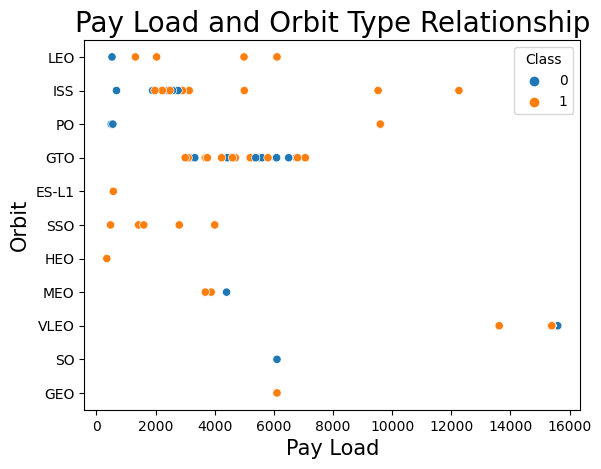 Pay Load and Orbit Type Relationship
Class
0
1
Orbit
LEO
ISS
PO
GTO
ES-L1
SSO
HEO
MEO
VLEO
SO
GEO
0 2000 4000 6000 8000 10000 12000 14000 16000
Pay Load